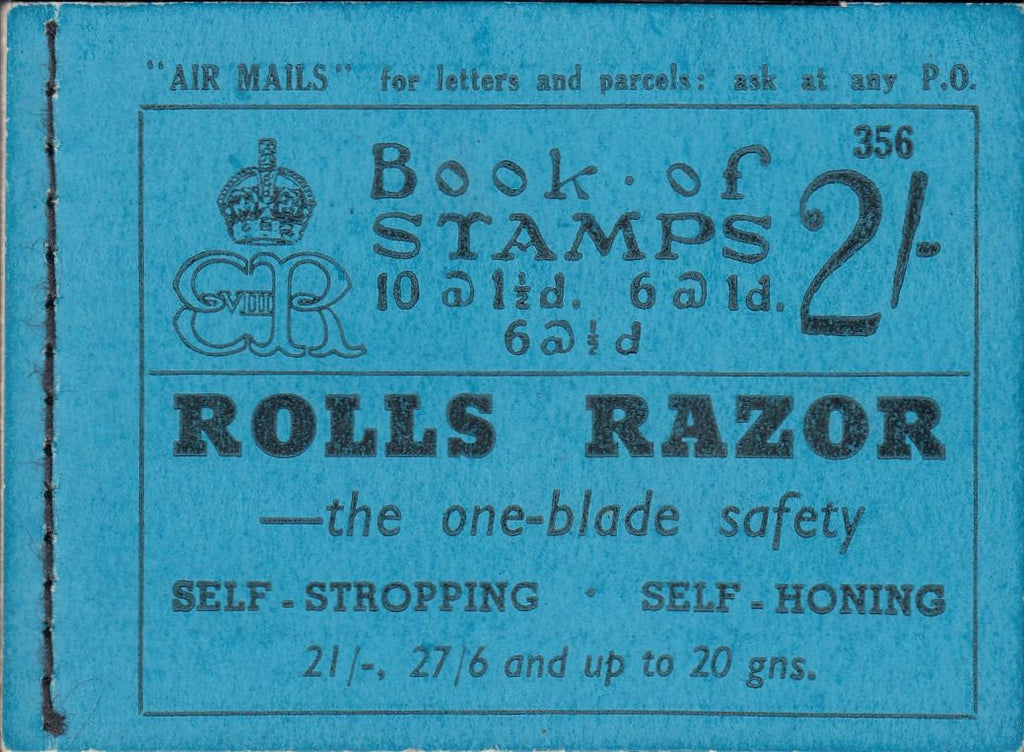 "AIR MAILS" for letters and parcels: ask at any P.O.
356
Book · of
STAMPS
2/-
10 @ 1½d. 6 @ 1d.
6 @ ½d
E VIII R
ROLLS RAZOR
—the one-blade safety
SELF-STROPPING · SELF-HONING
21/-, 27/6 and up to 20 gns.